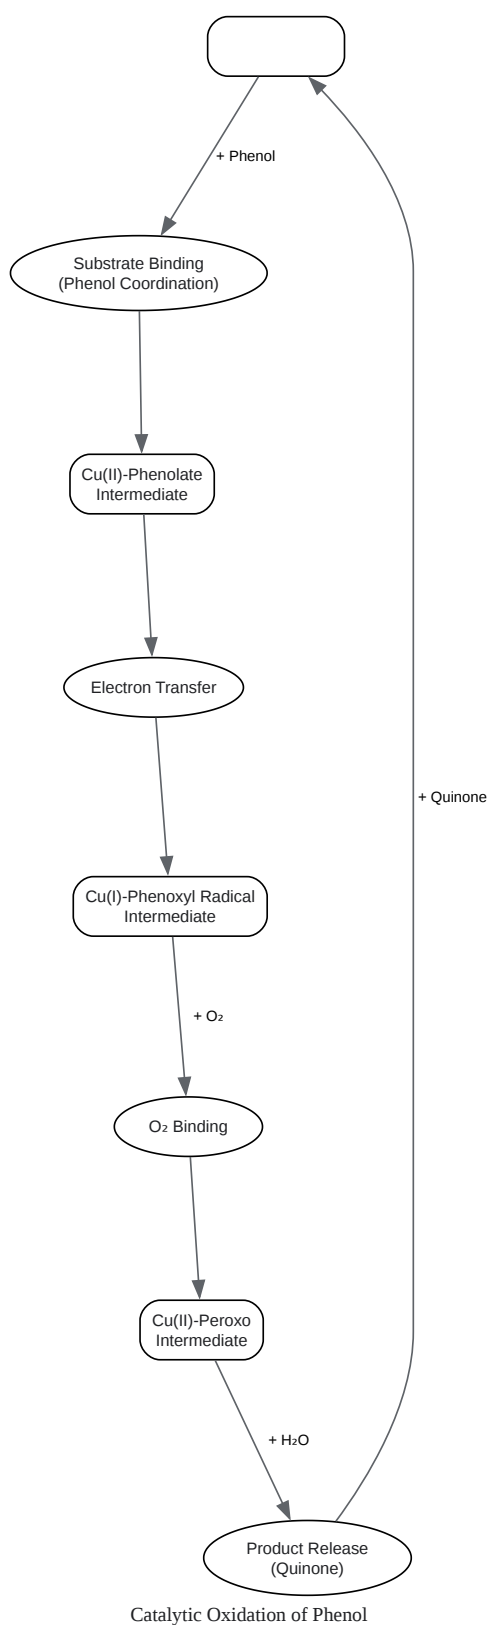 + Phenol
Substrate Binding
(Phenol Coordination)
Cu(II)-Phenolate
Intermediate
Electron Transfer
+ Quinone
Cu(I)-Phenoxyl Radical
Intermediate
+ O₂
O₂ Binding
Cu(II)-Peroxo
Intermediate
+ H₂O
Product Release
(Quinone)
Catalytic Oxidation of Phenol